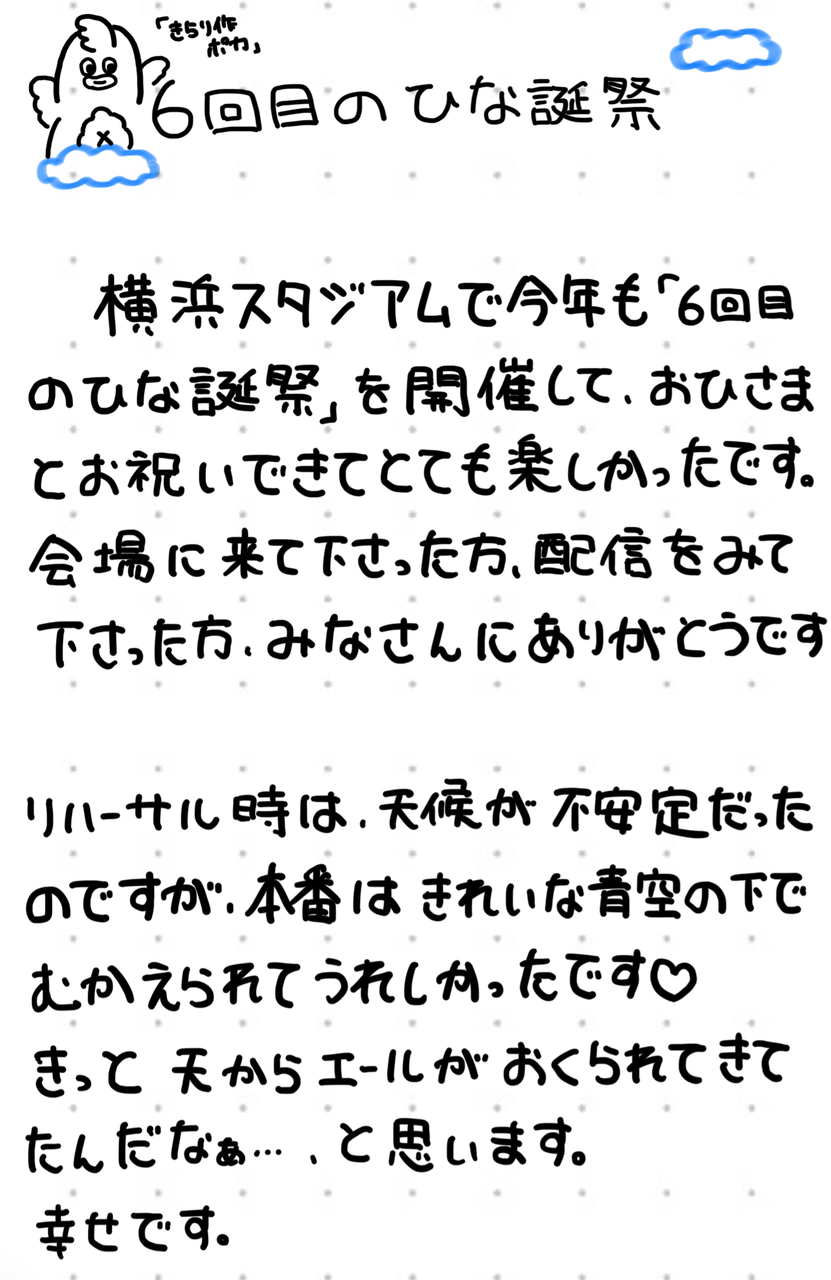 「きらり作
ポカ」
6回目のひな誕祭
横浜スタジアムで今年も「6回目
のひな誕祭」を開催して、おひさま
とお祝いできてとても楽しかったです。
会場に来て下さった方、配信をみて
下さった方、みなさんにありがとうです
リハーサル時は、天候が不安定だった
のですが、本番はきれいな青空の下で
むかえられてうれしかったです♡
きっと天からエールがおくられてきて
たんだなぁ…、と思います。
幸せです。